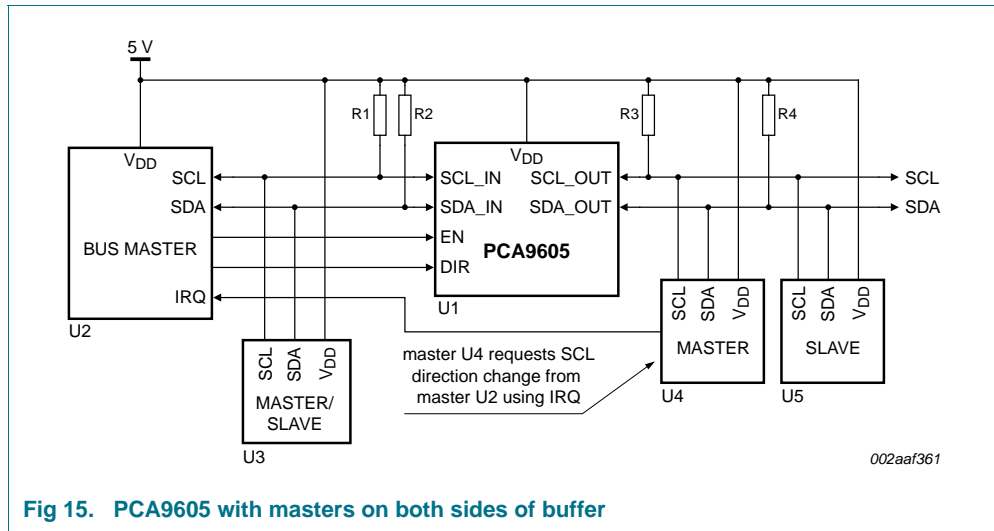 5 V
R1
R2
R3
R4
VDD
SCL
SDA
BUS MASTER
IRQ
U2
VDD
SCL_IN
SCL_OUT
SDA_IN
SDA_OUT
EN
PCA9605
DIR
U1
SCL
SDA
SCL
SDA
VDD
MASTER/
SLAVE
U3
master U4 requests SCL
direction change from
master U2 using IRQ
SCL
SDA
VDD
MASTER
U4
SCL
SDA
VDD
SLAVE
U5
002aaf361
Fig 15. PCA9605 with masters on both sides of buffer